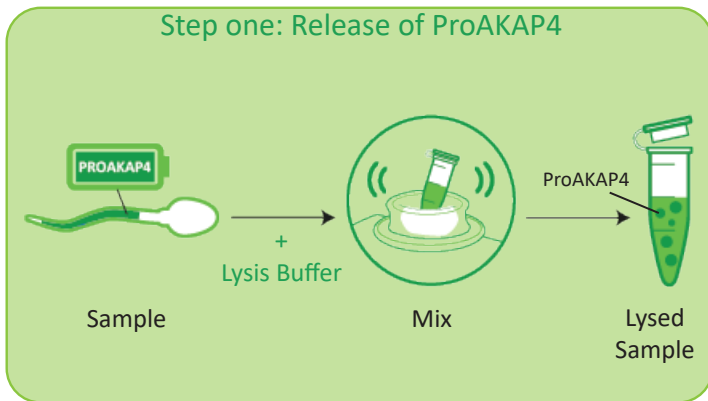 Step one: Release of ProAKAP4
PROAKAP4
ProAKAP4
+
Lysis Buffer
Sample
Mix
Lysed
Sample